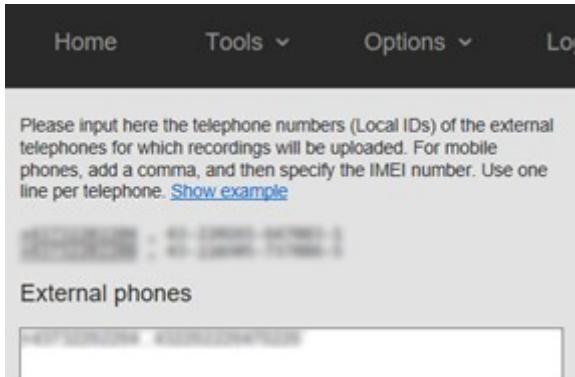 Home Tools Options
Please input here the telephone numbers (Local IDs) of the external
telephones for which recordings will be uploaded. For mobile
phones, add a comma, and then specify the IMEI number. Use one
line per telephone. Show example
External phones